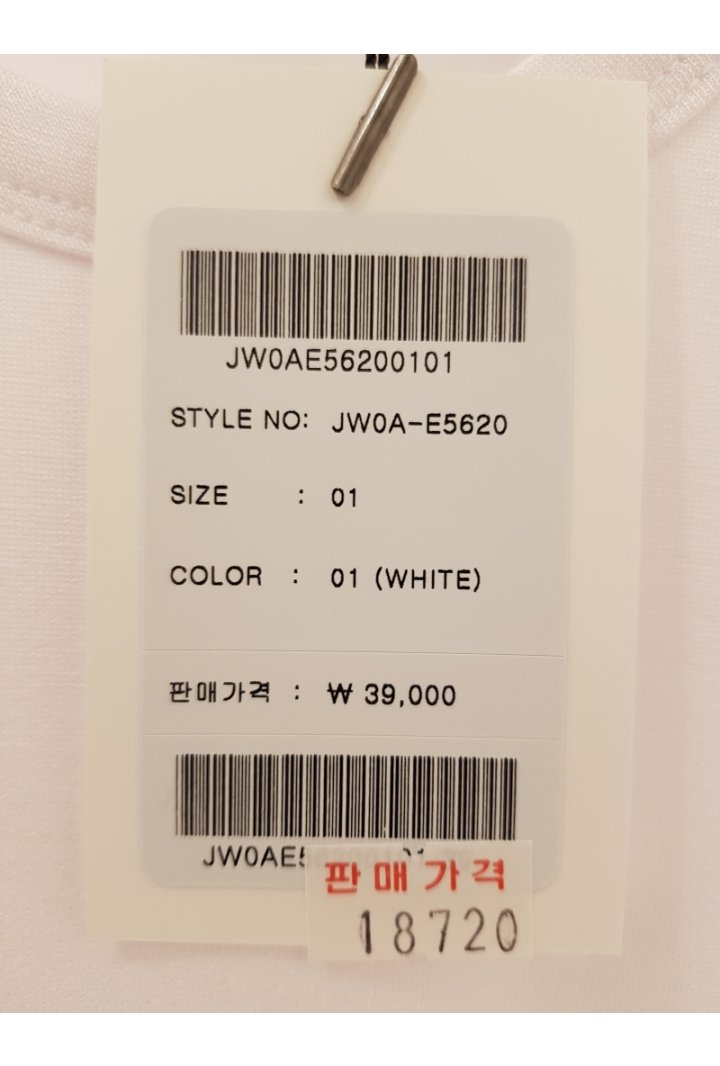 JW0AE56200101
STYLE NO: JW0A-E5620
SIZE : 01
COLOR : 01 (WHITE)
판매가격 : ₩ 39,000
판매가격
18720